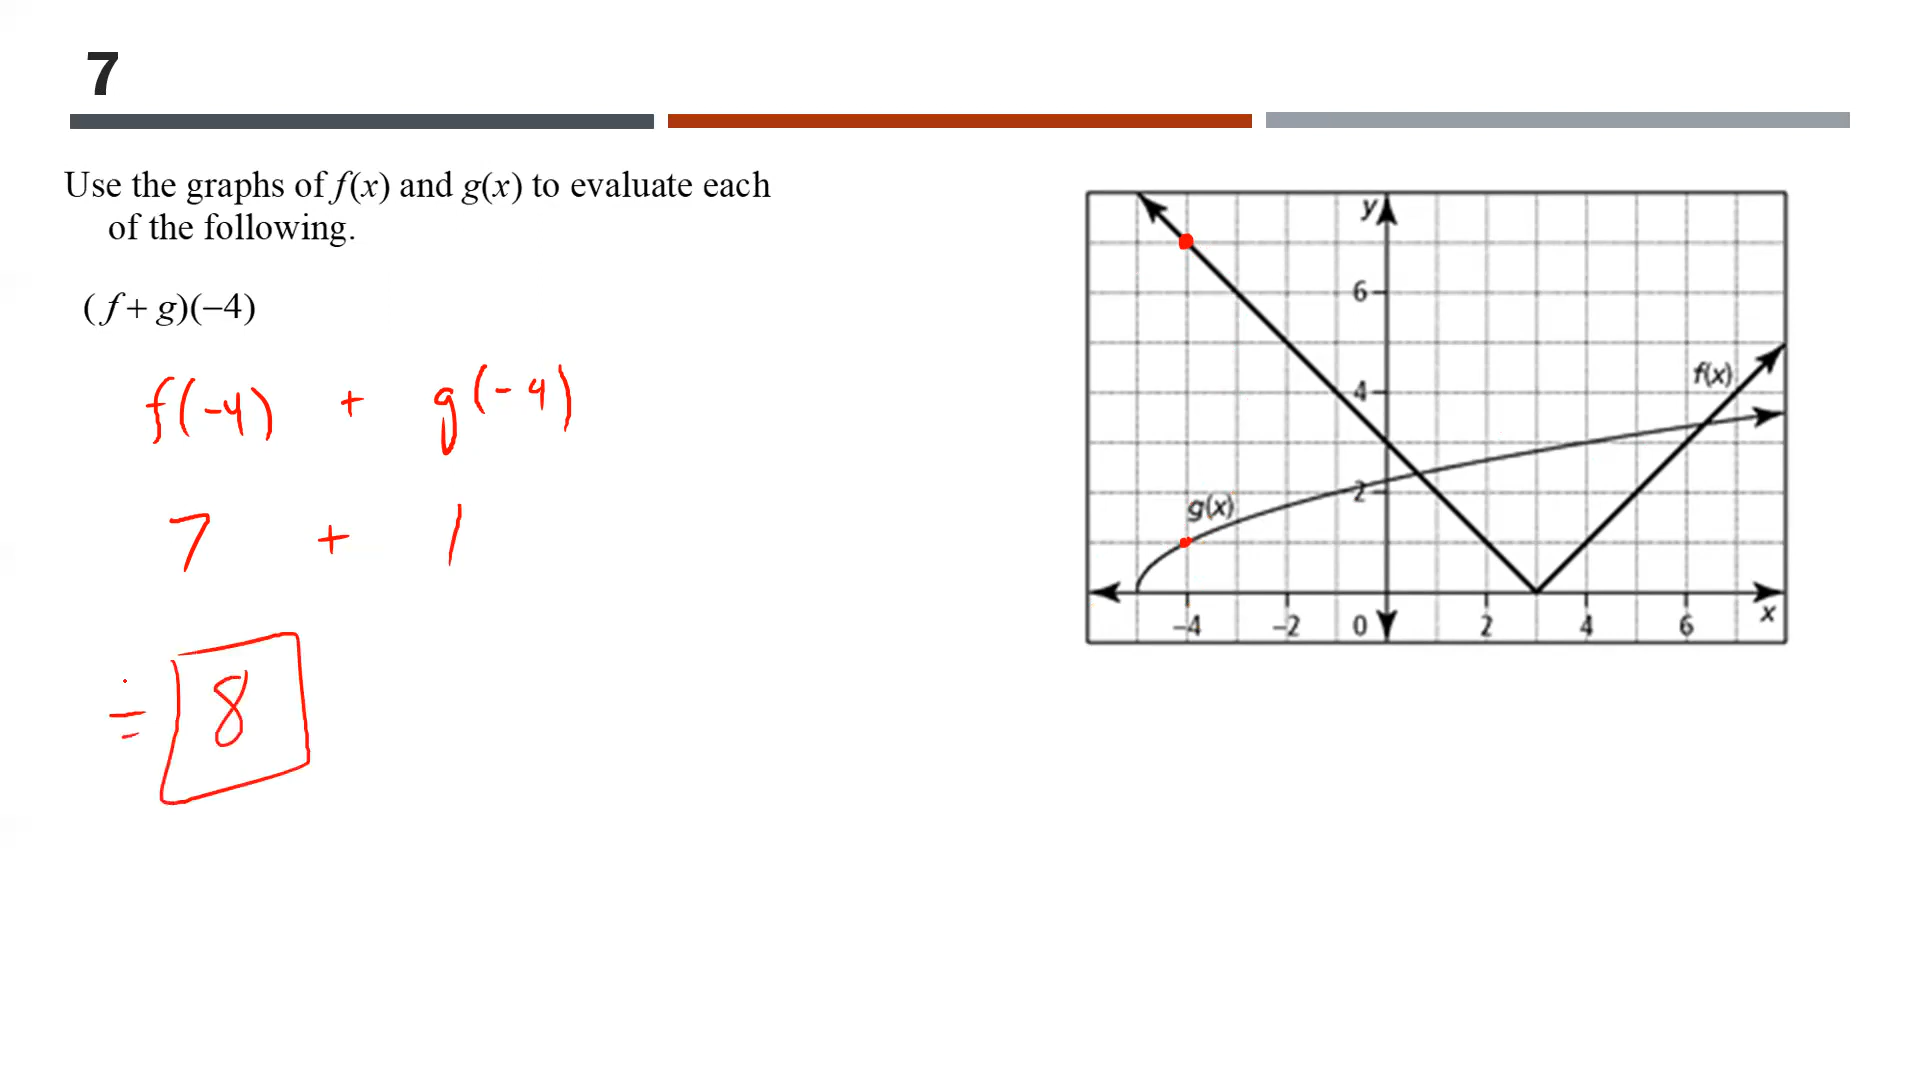 7
Use the graphs of f(x) and g(x) to evaluate each
of the following.
(f + g)(−4)
f(-4) + g(-4)
7 + 1
= 8
y
6
f(x)
4
2
g(x)
−4 −2 0 2 4 6 x